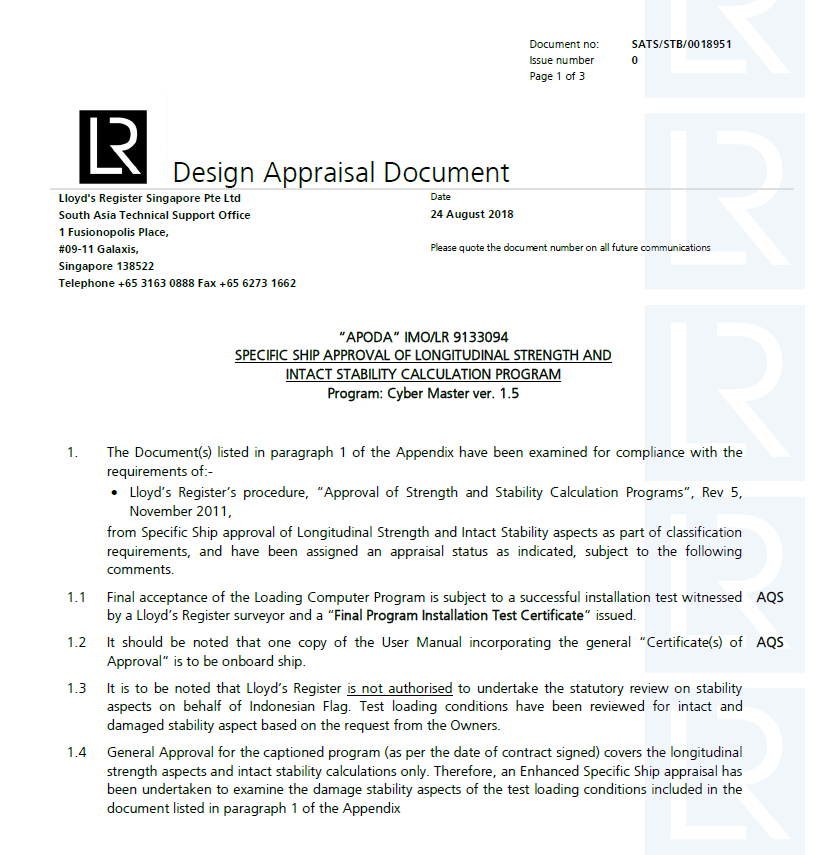 Document no: SATS/STB/0018951
Issue number 0
Page 1 of 3
LR
Design Appraisal Document
Lloyd's Register Singapore Pte Ltd
South Asia Technical Support Office
1 Fusionopolis Place,
#09-11 Galaxis,
Singapore 138522
Telephone +65 3163 0888 Fax +65 6273 1662
Date
24 August 2018
Please quote the document number on all future communications
“APODA” IMO/LR 9133094
SPECIFIC SHIP APPROVAL OF LONGITUDINAL STRENGTH AND
INTACT STABILITY CALCULATION PROGRAM
Program: Cyber Master ver. 1.5
1. The Document(s) listed in paragraph 1 of the Appendix have been examined for compliance with the
requirements of:-
• Lloyd’s Register’s procedure, “Approval of Strength and Stability Calculation Programs”, Rev 5,
November 2011,
from Specific Ship approval of Longitudinal Strength and Intact Stability aspects as part of classification
requirements, and have been assigned an appraisal status as indicated, subject to the following
comments.
1.1 Final acceptance of the Loading Computer Program is subject to a successful installation test witnessed AQS
by a Lloyd’s Register surveyor and a “Final Program Installation Test Certificate” issued.
1.2 It should be noted that one copy of the User Manual incorporating the general “Certificate(s) of AQS
Approval” is to be onboard ship.
1.3 It is to be noted that Lloyd’s Register is not authorised to undertake the statutory review on stability
aspects on behalf of Indonesian Flag. Test loading conditions have been reviewed for intact and
damaged stability aspect based on the request from the Owners.
1.4 General Approval for the captioned program (as per the date of contract signed) covers the longitudinal
strength aspects and intact stability calculations only. Therefore, an Enhanced Specific Ship appraisal has
been undertaken to examine the damage stability aspects of the test loading conditions included in the
document listed in paragraph 1 of the Appendix